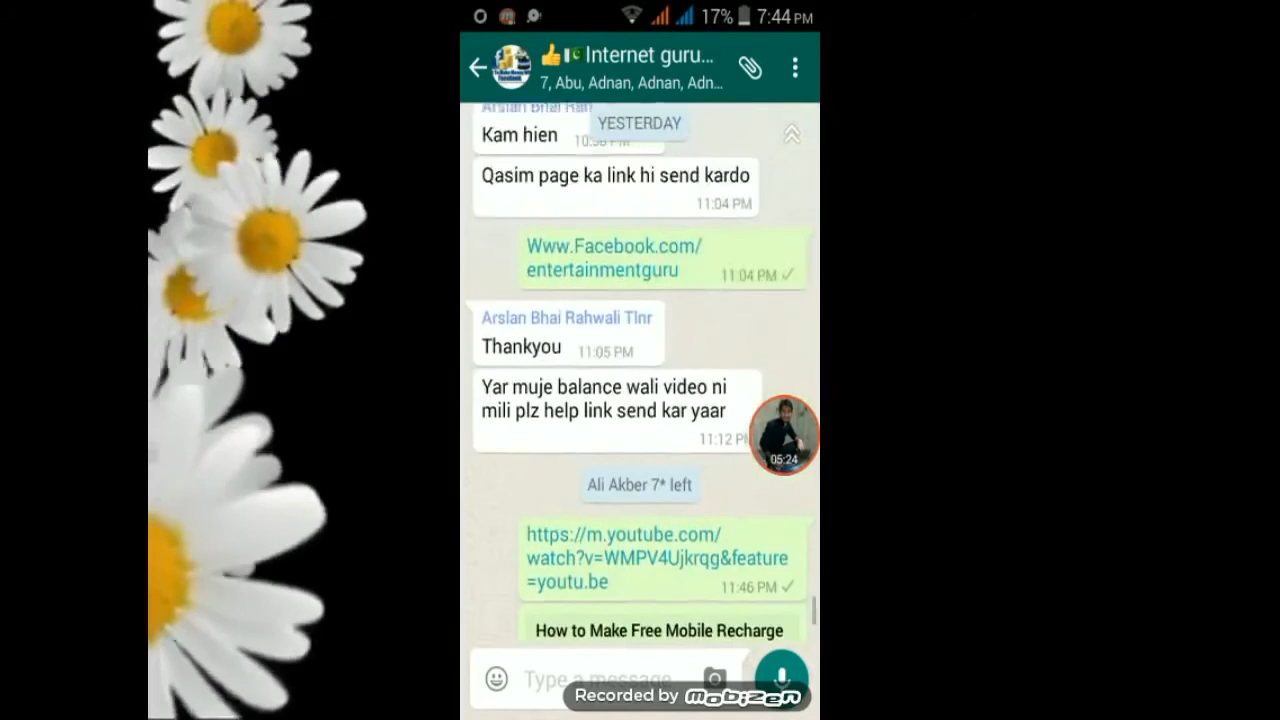 17% 7:44 PM
Internet guru...
7, Abu, Adnan, Adnan, Adn...
YESTERDAY
Kam hien
Qasim page ka link hi send kardo
11:04 PM
Www.Facebook.com/
entertainmentguru 11:04 PM
Arslan Bhai Rahwali Tlnr
Thankyou 11:05 PM
Yar muje balance wali video ni
mili plz help link send kar yaar
11:12 PM
05:24
Ali Akber 7* left
https://m.youtube.com/
watch?v=WMPV4Ujkrqg&feature
=youtu.be 11:46 PM
How to Make Free Mobile Recharge
Type a message
Recorded by mobizen